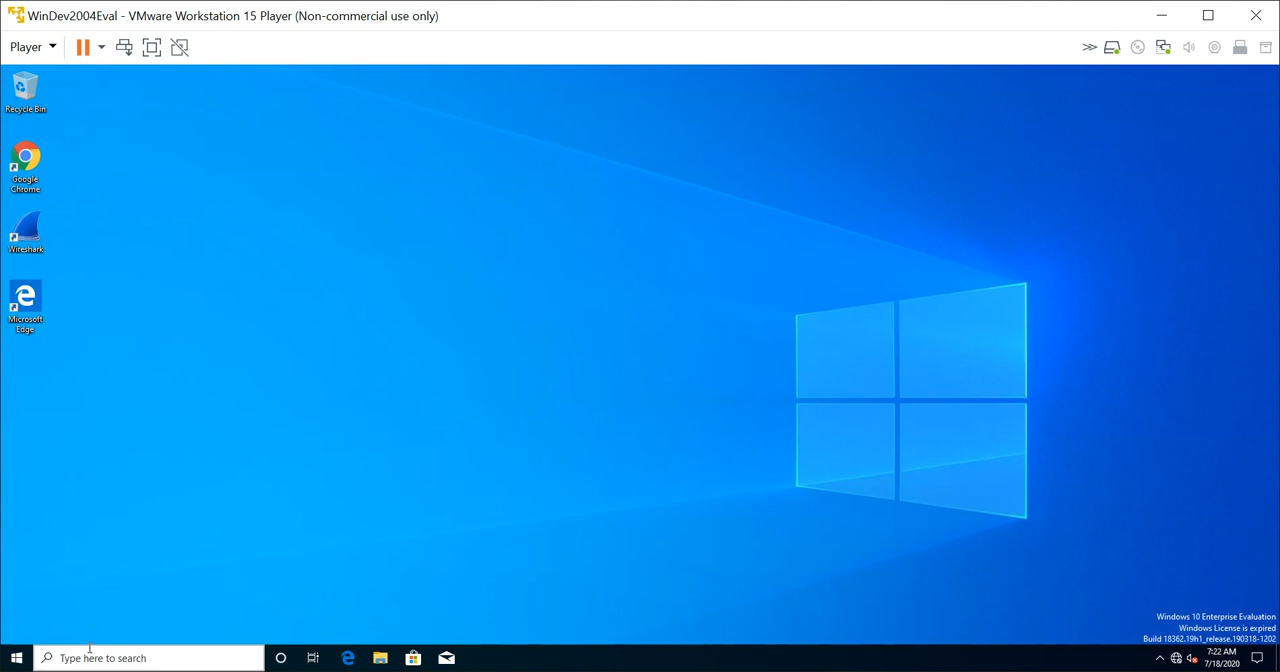 WinDev2004Eval - VMware Workstation 15 Player (Non-commercial use only)
Player
Recycle Bin
Google
Chrome
Wireshark
Microsoft
Edge
Windows 10 Enterprise Evaluation
Windows License is expired
Build 18362.19h1_release.190318-1202
Type here to search
7:22 AM
7/18/2020